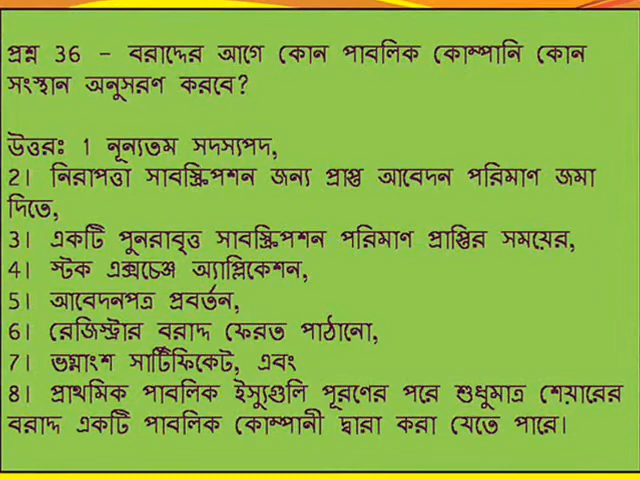 প্রশ্ন 36 - বরাদ্দের আগে কোন পাবলিক কোম্পানি কোন
সংস্থান অনুসরণ করবে?
উত্তরঃ 1 নূন্যতম সদস্যপদ,
2। নিরাপত্তা সাবস্ক্রিপশন জন্য প্রাপ্ত আবেদন পরিমাণ জমা
দিতে,
3। একটি পুনরাবৃত্ত সাবস্ক্রিপশন পরিমাণ প্রাপ্তির সময়ের,
4। স্টক এক্সচেঞ্জ অ্যাপ্লিকেশন,
5। আবেদনপত্র প্রবর্তন,
6। রেজিস্ট্রার বরাদ্দ ফেরত পাঠানো,
7। ভগ্নাংশ সার্টিফিকেট, এবং
8। প্রাথমিক পাবলিক ইস্যুগুলি পূরণের পরে শুধুমাত্র শেয়ারের
বরাদ্দ একটি পাবলিক কোম্পানী দ্বারা করা যেতে পারে।